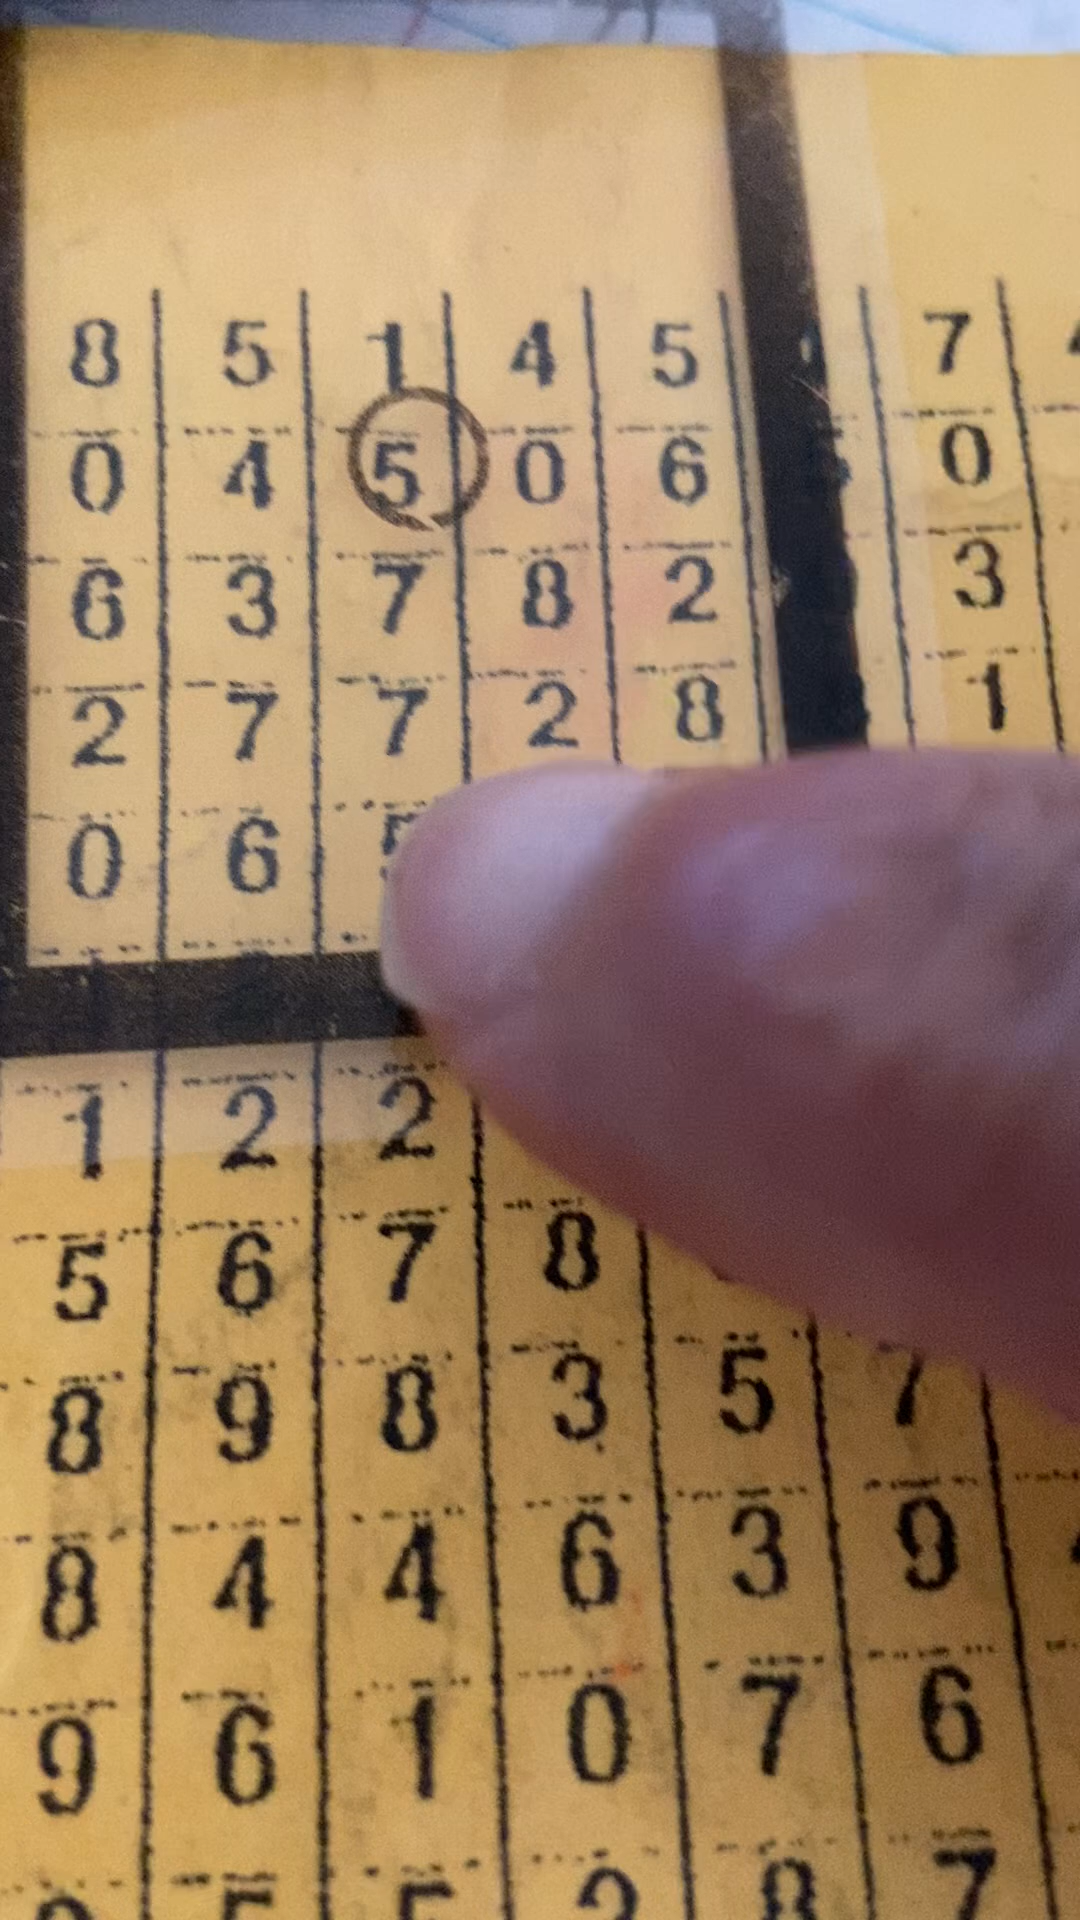 8 5 1 4 5 7
0 4 5 0 6 0
6 3 7 8 2 3
2 7 7 2 8 1
0 6
1 2 2
5 6 7 8
8 9 8 3 5 7
8 4 4 6 3 9
9 6 1 0 7 6
7